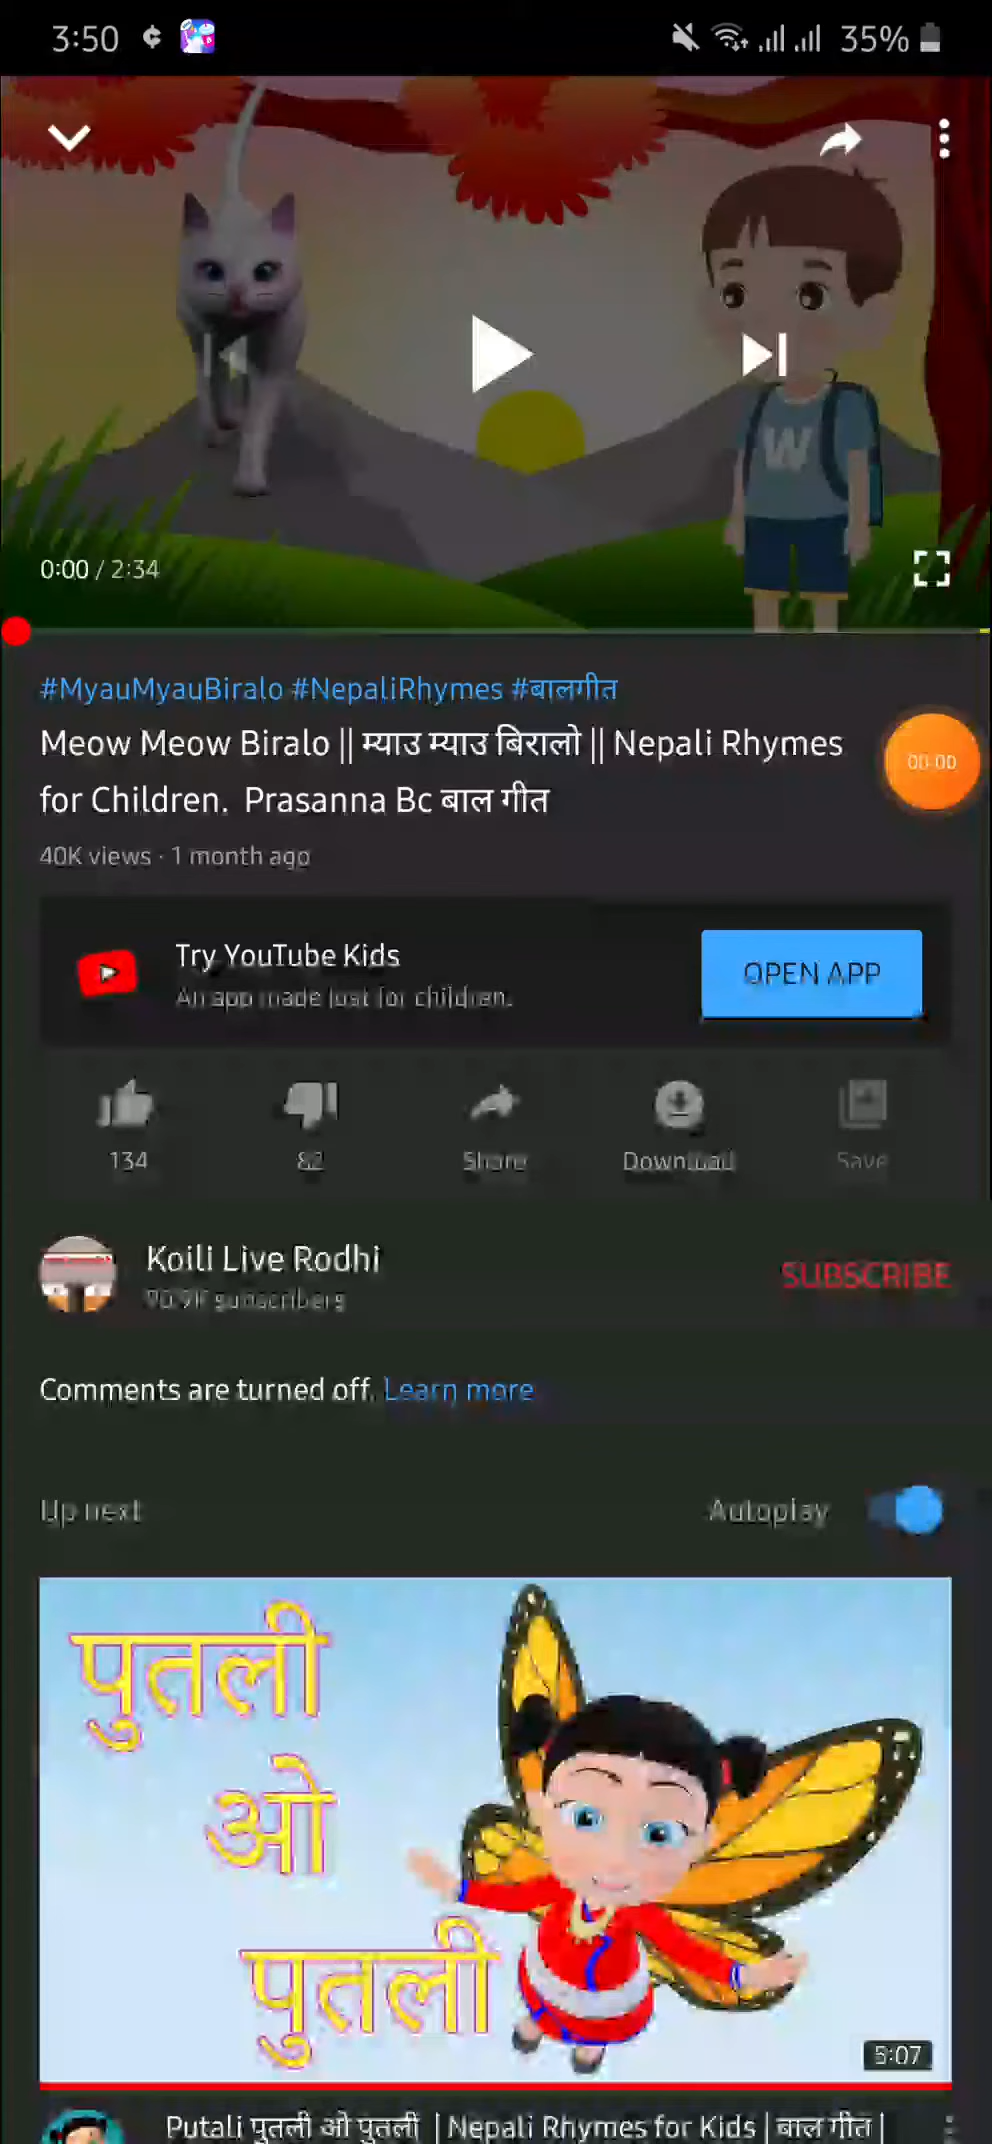 3:50
35%
W
0:00 / 2:34
#MyauMyauBiralo #NepaliRhymes #बालगीत
Meow Meow Biralo || म्याउ म्याउ बिरालो || Nepali Rhymes
for Children. Prasanna Bc बाल गीत
00:00
40K views · 1 month ago
Try YouTube Kids
An app made just for children.
OPEN APP
134
82
Share
Download
Save
Koili Live Rodhi
subscribers
SUBSCRIBE
Comments are turned off. Learn more
Up next
Autoplay
पुतली
ओ
पुतली
5:07
Putali पुतली ओ पुतली | Nepali Rhymes for Kids | बाल गीत |